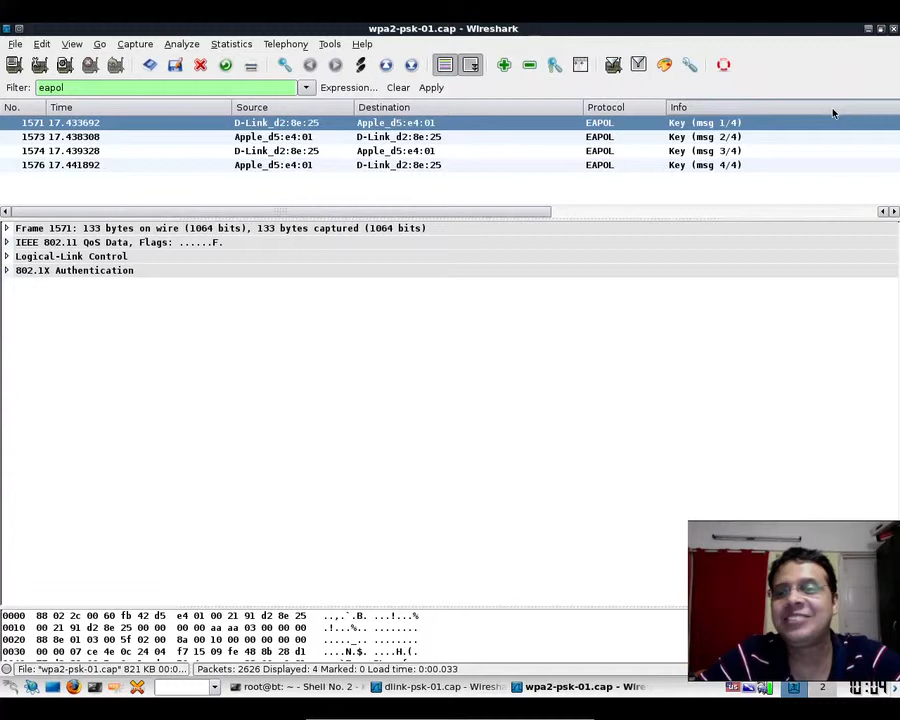 wpa2-psk-01.cap - Wireshark
File Edit View Go Capture Analyze Statistics Telephony Tools Help
Filter: eapol Expression... Clear Apply
No. Time Source Destination Protocol Info
1571 17.433692 D-Link_d2:8e:25 Apple_d5:e4:01 EAPOL Key (msg 1/4)
1573 17.438308 Apple_d5:e4:01 D-Link_d2:8e:25 EAPOL Key (msg 2/4)
1574 17.439328 D-Link_d2:8e:25 Apple_d5:e4:01 EAPOL Key (msg 3/4)
1576 17.441892 Apple_d5:e4:01 D-Link_d2:8e:25 EAPOL Key (msg 4/4)
Frame 1571: 133 bytes on wire (1064 bits), 133 bytes captured (1064 bits)
IEEE 802.11 QoS Data, Flags: ......F.
Logical-Link Control
802.1X Authentication
0000 88 02 2c 00 60 fb 42 d5 e4 01 00 21 91 d2 8e 25 ..,.`.B. ...!...%
0010 00 21 91 d2 8e 25 00 00 00 00 aa aa 03 00 00 00 .!...%.. ........
0020 88 8e 01 03 00 5f 02 00 8a 00 10 00 00 00 00 00 ....._.. ........
0030 00 00 07 ce 4e 0c 24 04 f7 15 09 fe 48 8b 28 d1 ....N.$. ....H.(.
File: "wpa2-psk-01.cap" 821 KB 00:0... Packets: 2626 Displayed: 4 Marked: 0 Load time: 0:00.033
root@bt: ~ - Shell No. 2 - dlink-psk-01.cap - Wiresha wpa2-psk-01.cap - Wire US 2 10:04